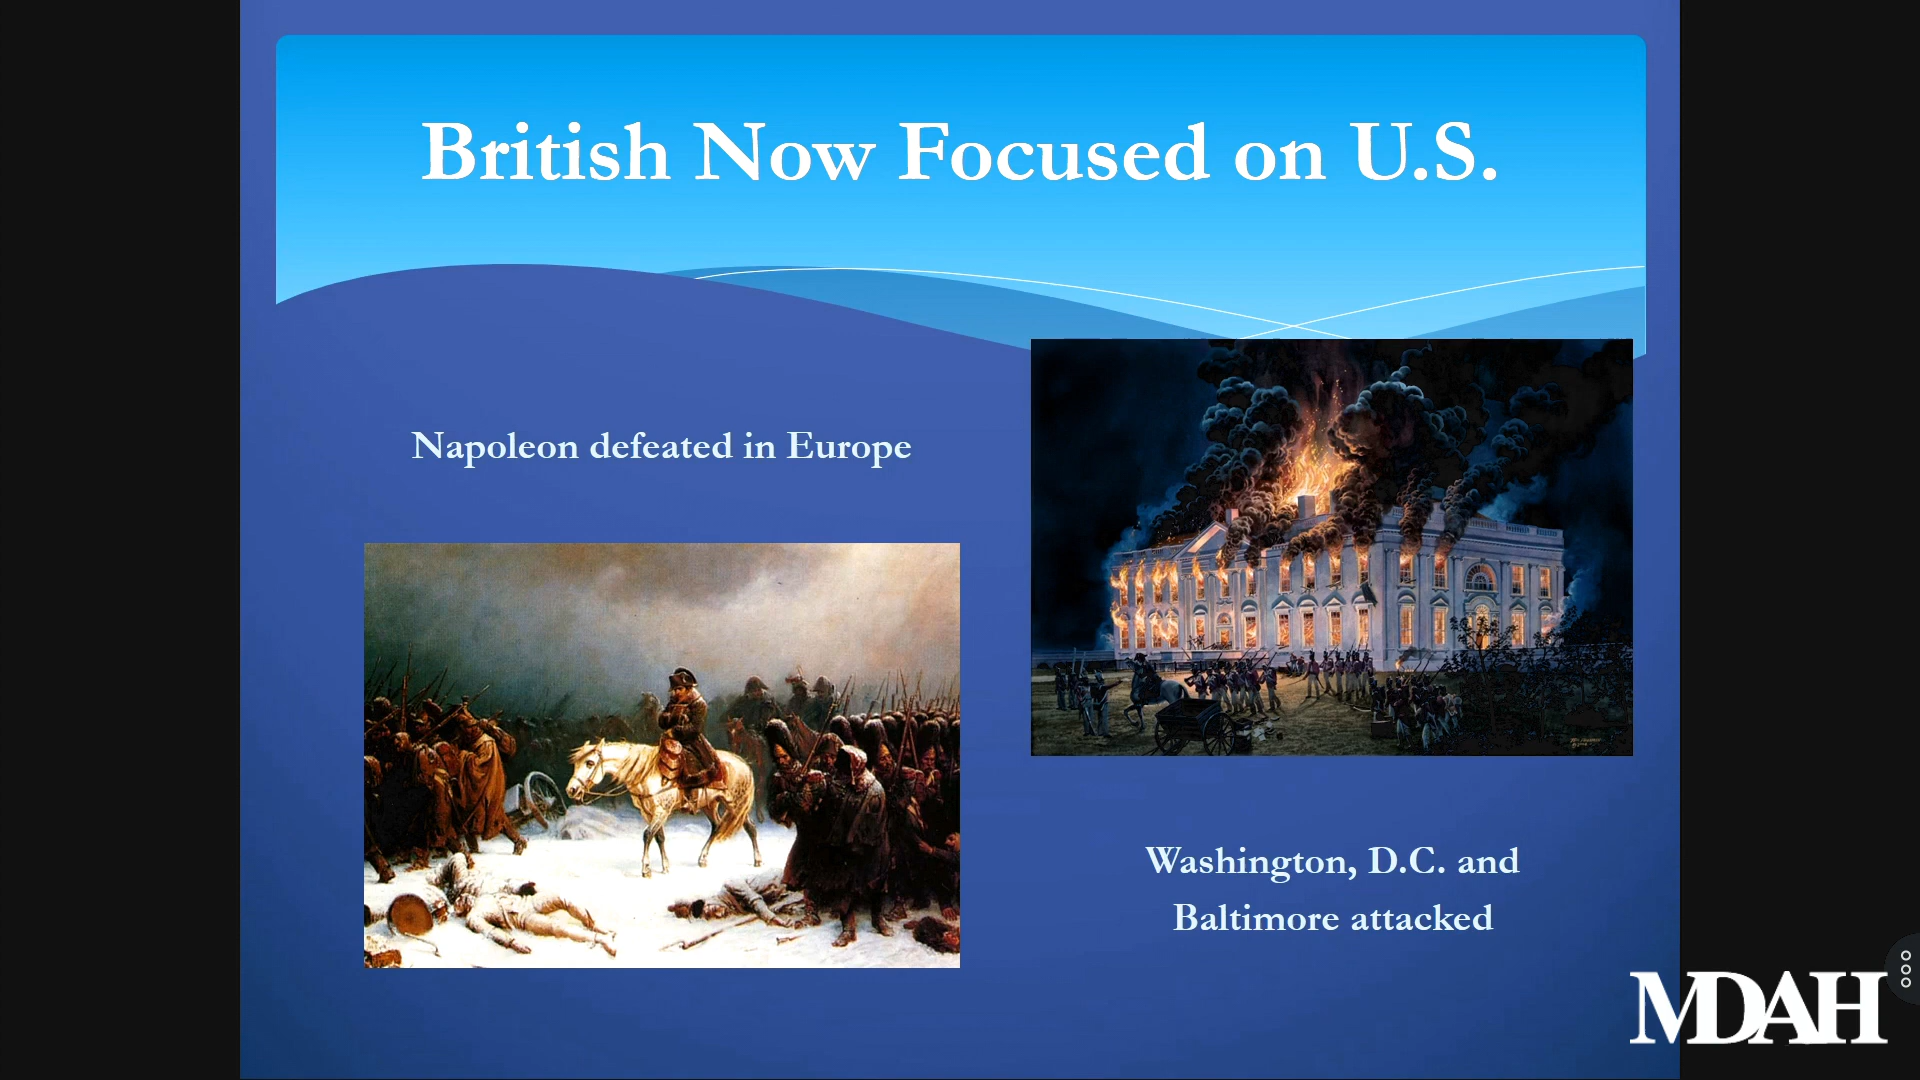 British Now Focused on U.S.
Napoleon defeated in Europe
Washington, D.C. and
Baltimore attacked
MDAH